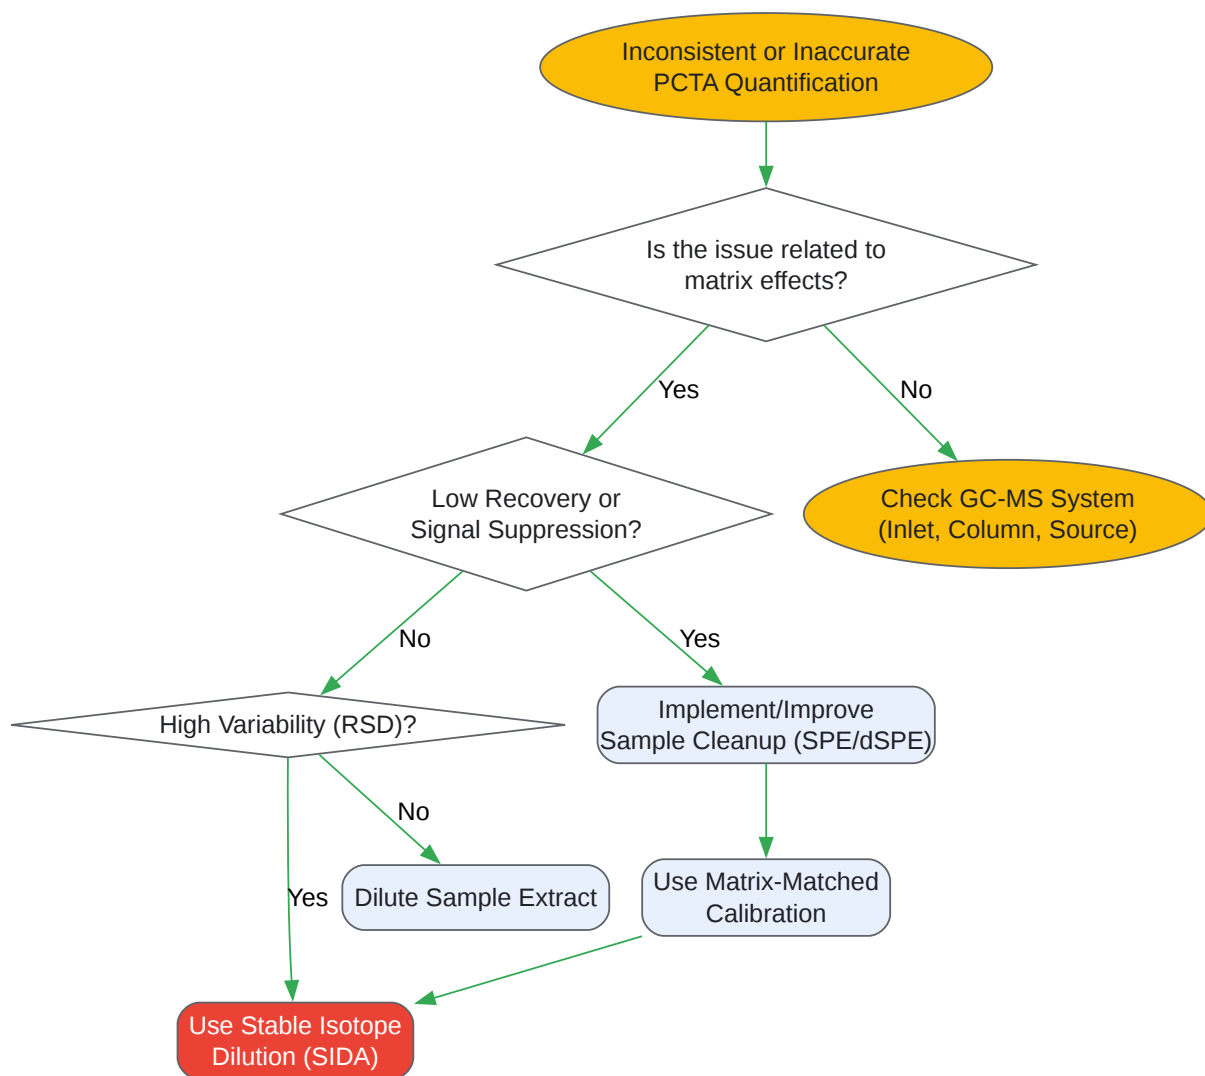 Inconsistent or Inaccurate
PCTA Quantification
Is the issue related to
matrix effects?
Yes
No
Low Recovery or
Signal Suppression?
Check GC-MS System
(Inlet, Column, Source)
No
Yes
High Variability (RSD)?
Implement/Improve
Sample Cleanup (SPE/dSPE)
No
Yes
Dilute Sample Extract
Use Matrix-Matched
Calibration
Use Stable Isotope
Dilution (SIDA)